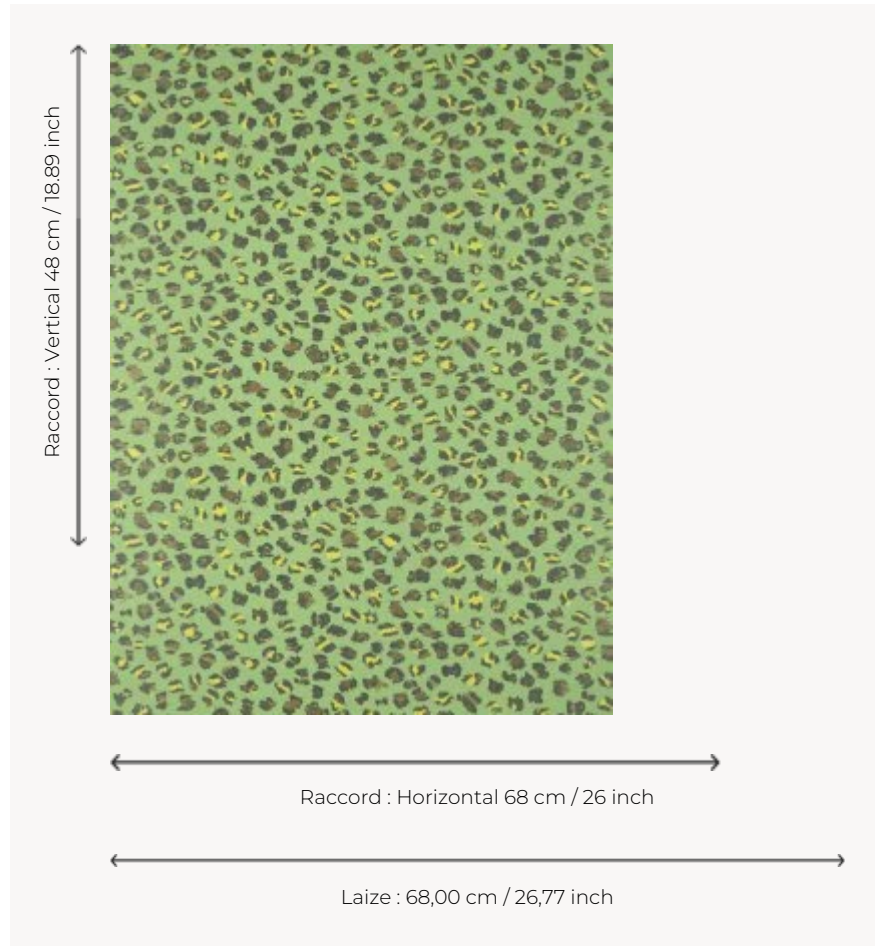 Raccord : Vertical 48 cm / 18.89 inch
Raccord : Horizontal 68 cm / 26 inch
Laize : 68,00 cm / 26,77 inch